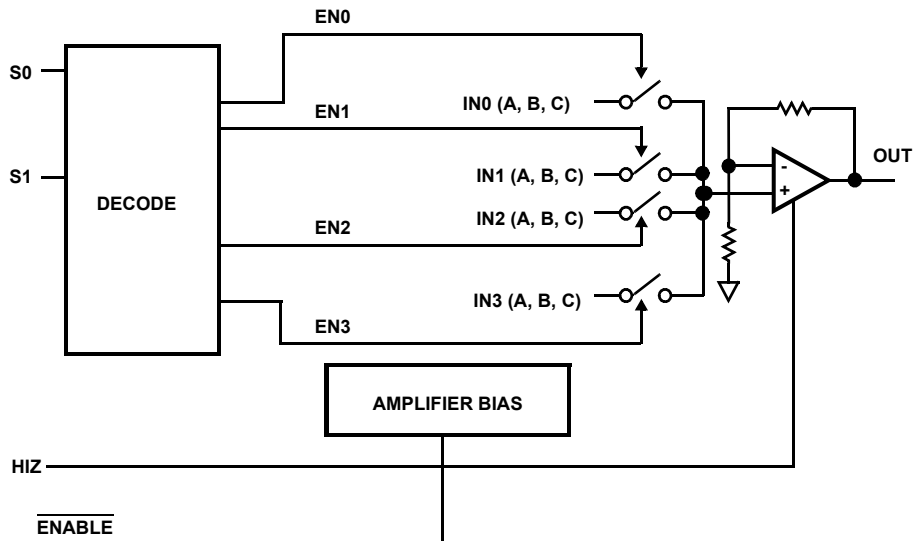 EN0
S0
IN0 (A, B, C)
EN1
OUT
-
S1
IN1 (A, B, C)
+
DECODE
IN2 (A, B, C)
EN2
IN3 (A, B, C)
EN3
AMPLIFIER BIAS
HIZ
ENABLE